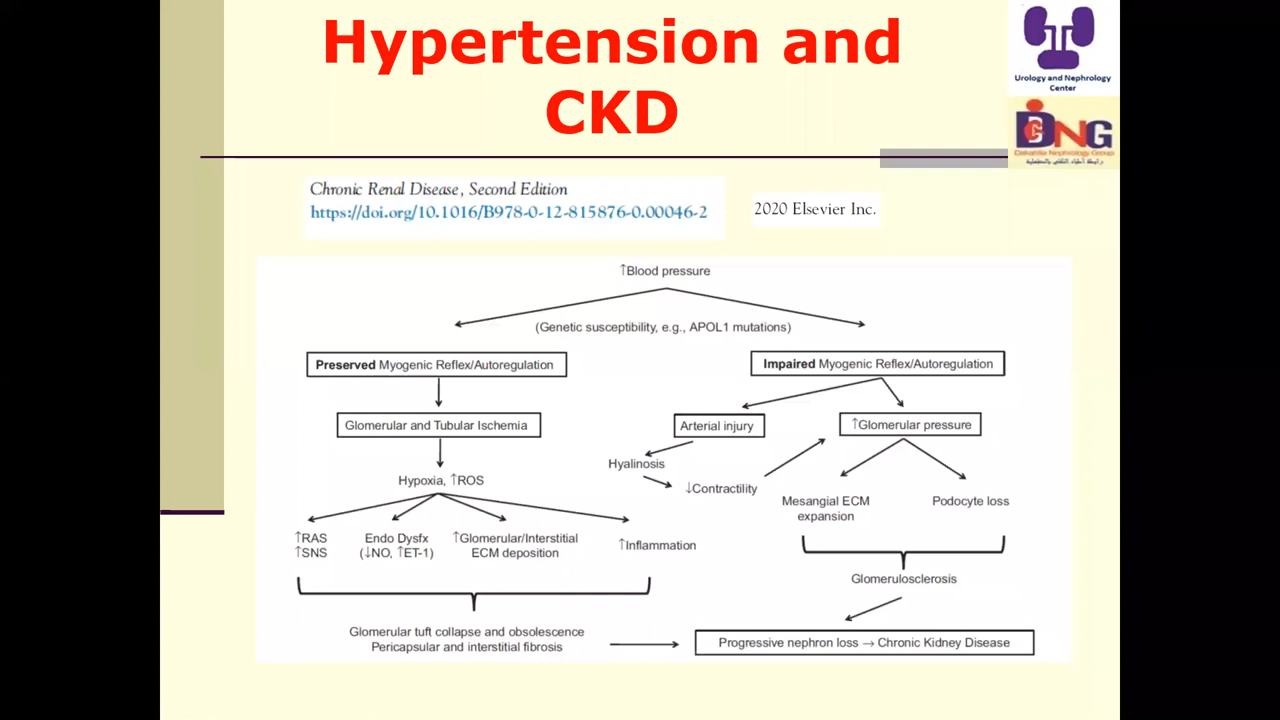 Hypertension and
CKD
Urology and Nephrology
Center
DCNG
Dakahlia Nephrology Group
Chronic Renal Disease, Second Edition
https://doi.org/10.1016/B978-0-12-815876-0.00046-2
2020 Elsevier Inc.
↑Blood pressure
(Genetic susceptibility, e.g., APOL1 mutations)
Preserved Myogenic Reflex/Autoregulation
Impaired Myogenic Reflex/Autoregulation
Glomerular and Tubular Ischemia
Arterial injury
↑Glomerular pressure
Hyalinosis
Hypoxia, ↑ROS
↓Contractility
Mesangial ECM
expansion
Podocyte loss
↑RAS
↑SNS
Endo Dysfx
(↓NO, ↑ET-1)
↑Glomerular/Interstitial
ECM deposition
↑Inflammation
Glomerulosclerosis
Glomerular tuft collapse and obsolescence
Pericapsular and interstitial fibrosis
Progressive nephron loss → Chronic Kidney Disease